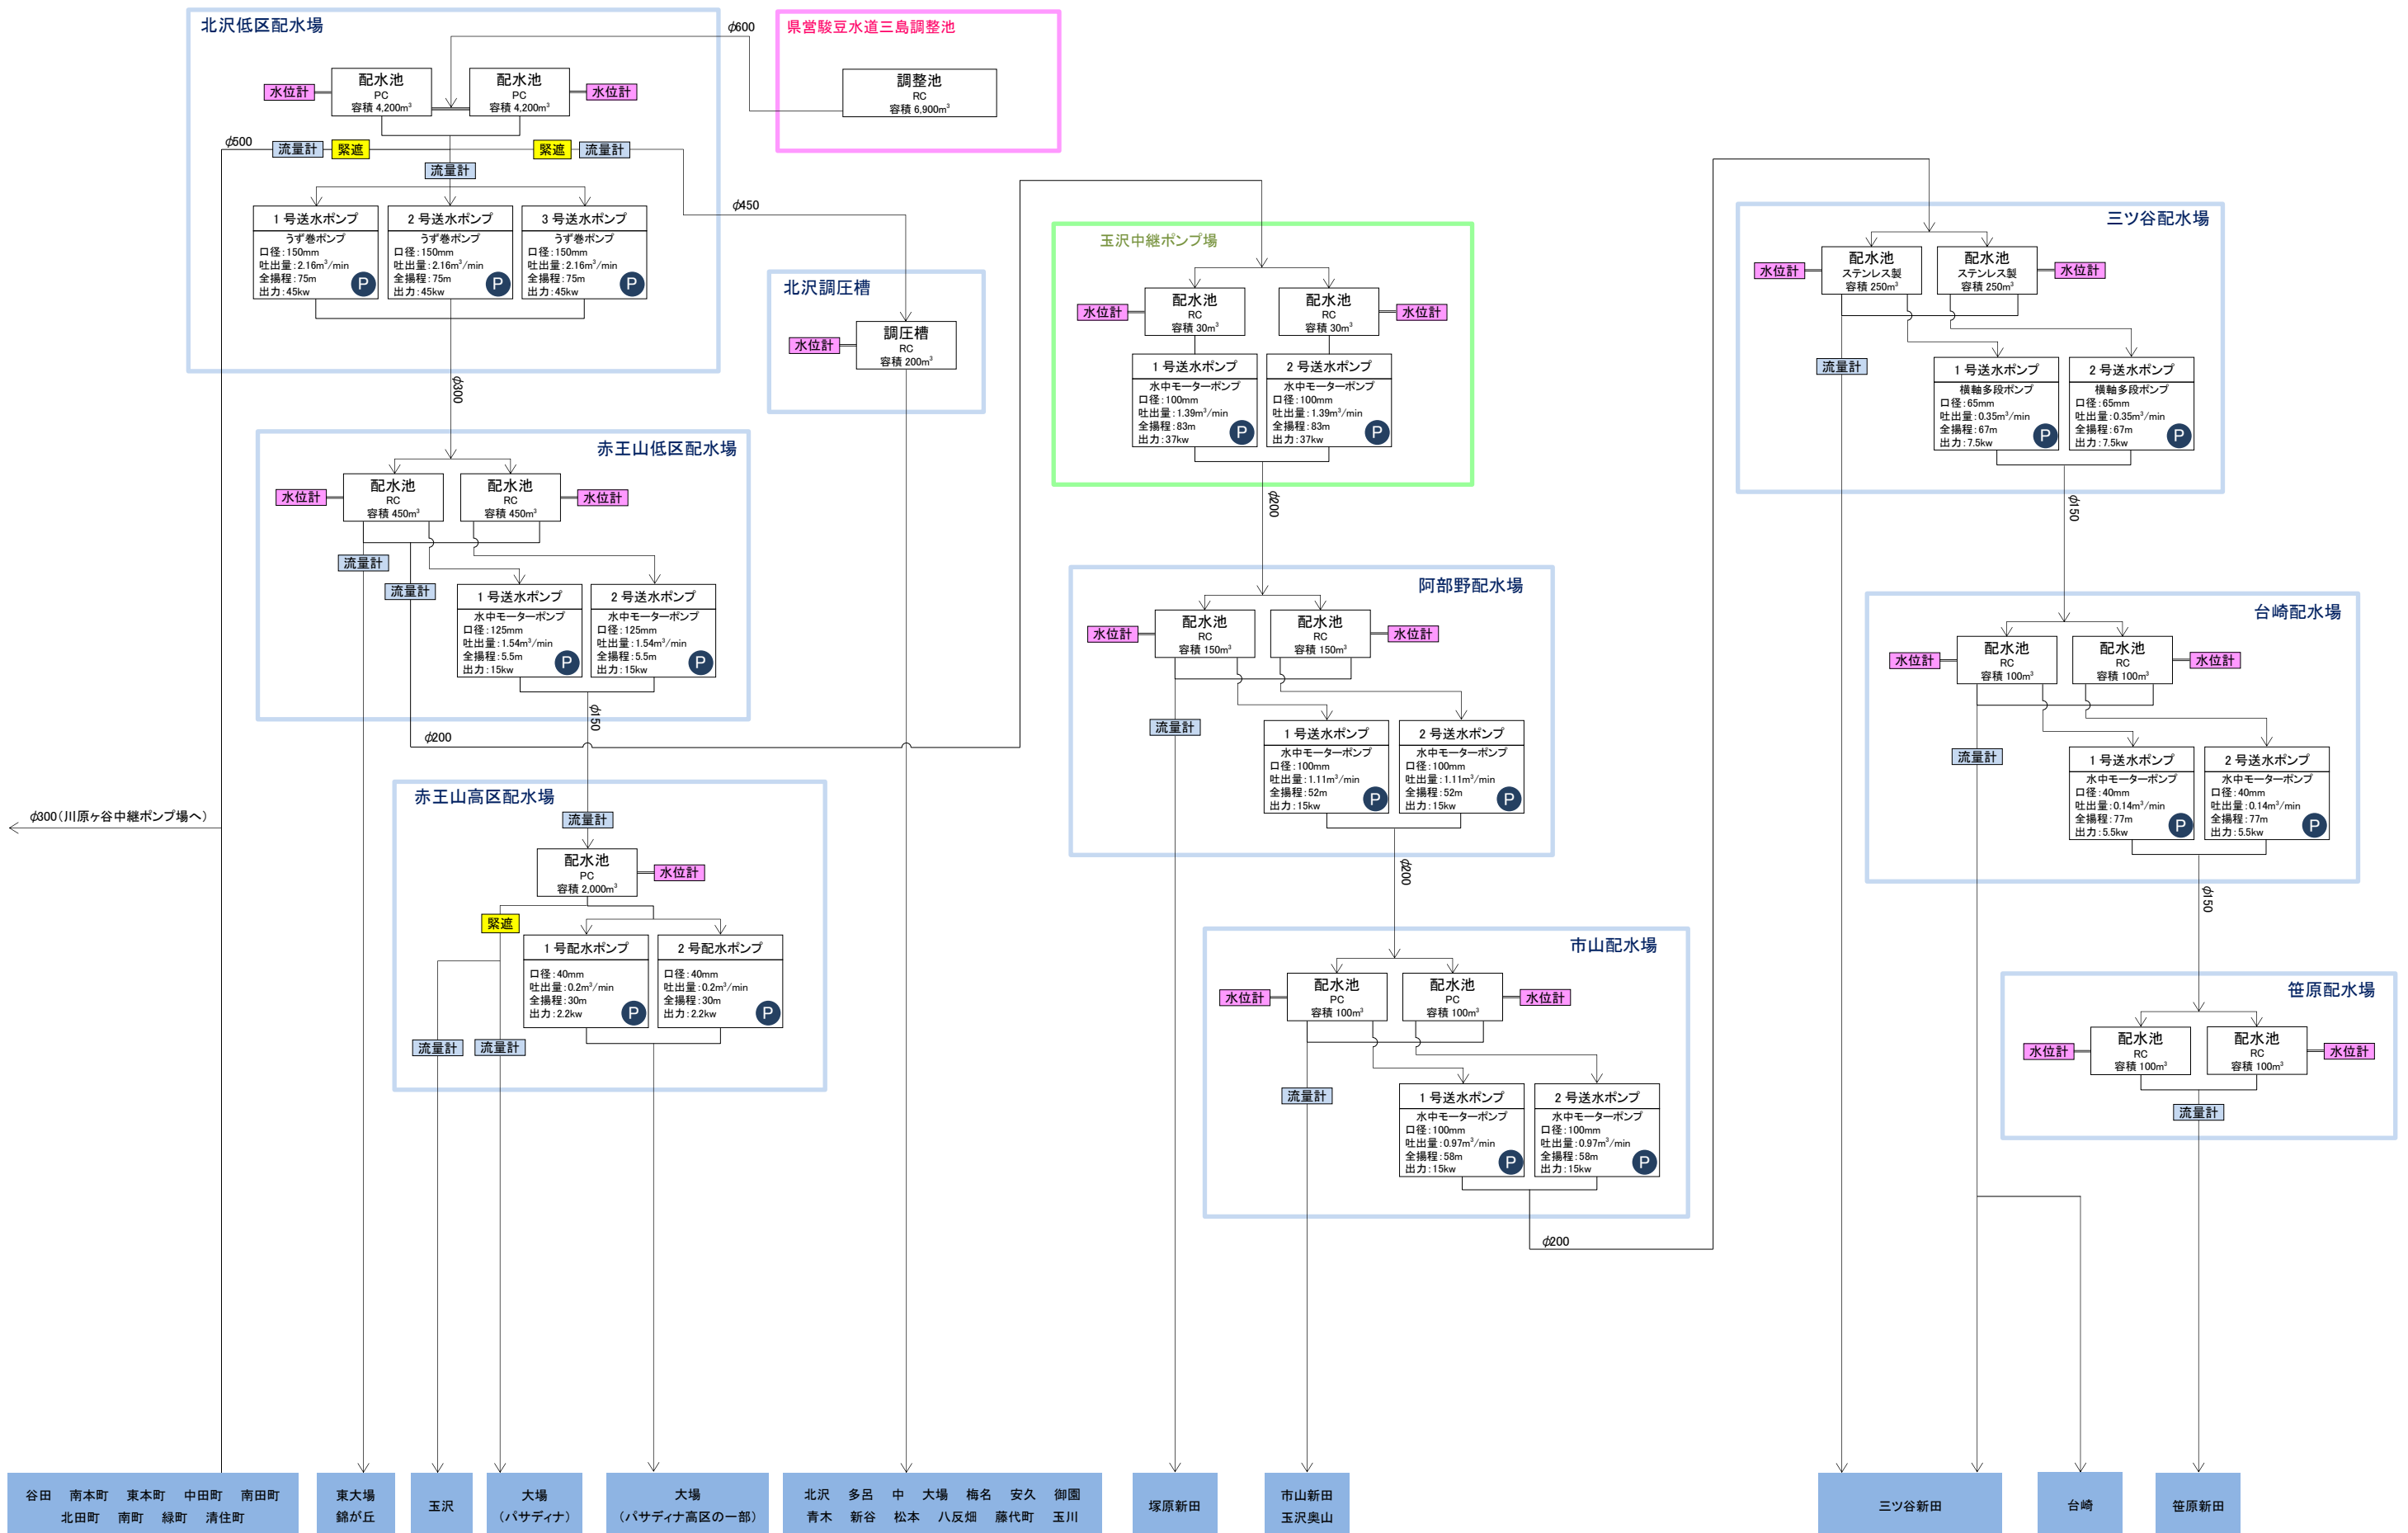 北沢低区配水場
φ600
配水池
PC
容積 4,200m³
配水池
PC
容積 4,200m³
水位計
水位計
φ500
流量計
緊遮
緊遮
流量計
流量計
1号送水ポンプ
うず巻ポンプ
口径:150mm
吐出量:2.16m³/min
全揚程:75m
出力:45kw
P
2号送水ポンプ
うず巻ポンプ
口径:150mm
吐出量:2.16m³/min
全揚程:75m
出力:45kw
P
3号送水ポンプ
うず巻ポンプ
口径:150mm
吐出量:2.16m³/min
全揚程:75m
出力:45kw
P
φ300
φ450
県営駿豆水道三島調整池
調整池
RC
容積 6,900m³
北沢調圧槽
水位計
調圧槽
RC
容積 200m³
赤王山低区配水場
水位計
配水池
RC
容積 450m³
配水池
RC
容積 450m³
水位計
流量計
流量計
1号送水ポンプ
水中モーターポンプ
口径:125mm
吐出量:1.54m³/min
全揚程:5.5m
出力:15kw
P
2号送水ポンプ
水中モーターポンプ
口径:125mm
吐出量:1.54m³/min
全揚程:5.5m
出力:15kw
P
φ150
φ200
赤王山高区配水場
流量計
配水池
PC
容積 2,000m³
水位計
緊遮
1号配水ポンプ
口径:40mm
吐出量:0.2m³/min
全揚程:30m
出力:2.2kw
P
2号配水ポンプ
口径:40mm
吐出量:0.2m³/min
全揚程:30m
出力:2.2kw
P
流量計
流量計
φ300(川原ヶ谷中継ポンプ場へ)
玉沢中継ポンプ場
水位計
配水池
RC
容積 30m³
配水池
RC
容積 30m³
水位計
1号送水ポンプ
水中モーターポンプ
口径:100mm
吐出量:1.39m³/min
全揚程:83m
出力:37kw
P
2号送水ポンプ
水中モーターポンプ
口径:100mm
吐出量:1.39m³/min
全揚程:83m
出力:37kw
P
φ200
阿部野配水場
水位計
配水池
RC
容積 150m³
配水池
RC
容積 150m³
水位計
流量計
1号送水ポンプ
水中モーターポンプ
口径:100mm
吐出量:1.11m³/min
全揚程:52m
出力:15kw
P
2号送水ポンプ
水中モーターポンプ
口径:100mm
吐出量:1.11m³/min
全揚程:52m
出力:15kw
P
φ200
市山配水場
水位計
配水池
PC
容積 100m³
配水池
PC
容積 100m³
水位計
流量計
1号送水ポンプ
水中モーターポンプ
口径:100mm
吐出量:0.97m³/min
全揚程:58m
出力:15kw
P
2号送水ポンプ
水中モーターポンプ
口径:100mm
吐出量:0.97m³/min
全揚程:58m
出力:15kw
P
φ200
三ツ谷配水場
水位計
配水池
ステンレス製
容積 250m³
配水池
ステンレス製
容積 250m³
水位計
流量計
1号送水ポンプ
横軸多段ポンプ
口径:65mm
吐出量:0.35m³/min
全揚程:67m
出力:7.5kw
P
2号送水ポンプ
横軸多段ポンプ
口径:65mm
吐出量:0.35m³/min
全揚程:67m
出力:7.5kw
P
φ150
台崎配水場
水位計
配水池
RC
容積 100m³
配水池
RC
容積 100m³
水位計
流量計
1号送水ポンプ
水中モーターポンプ
口径:40mm
吐出量:0.14m³/min
全揚程:77m
出力:5.5kw
P
2号送水ポンプ
水中モーターポンプ
口径:40mm
吐出量:0.14m³/min
全揚程:77m
出力:5.5kw
P
φ150
笹原配水場
水位計
配水池
RC
容積 100m³
配水池
RC
容積 100m³
水位計
流量計
谷田 南本町 東本町 中田町 南田町
北田町 南町 緑町 清住町
東大場
錦が丘
玉沢
大場
(パサディナ)
大場
(パサディナ高区の一部)
北沢 多呂 中 大場 梅名 安久 御園
青木 新谷 松本 八反畑 藤代町 玉川
塚原新田
市山新田
玉沢奥山
三ツ谷新田
台崎
笹原新田